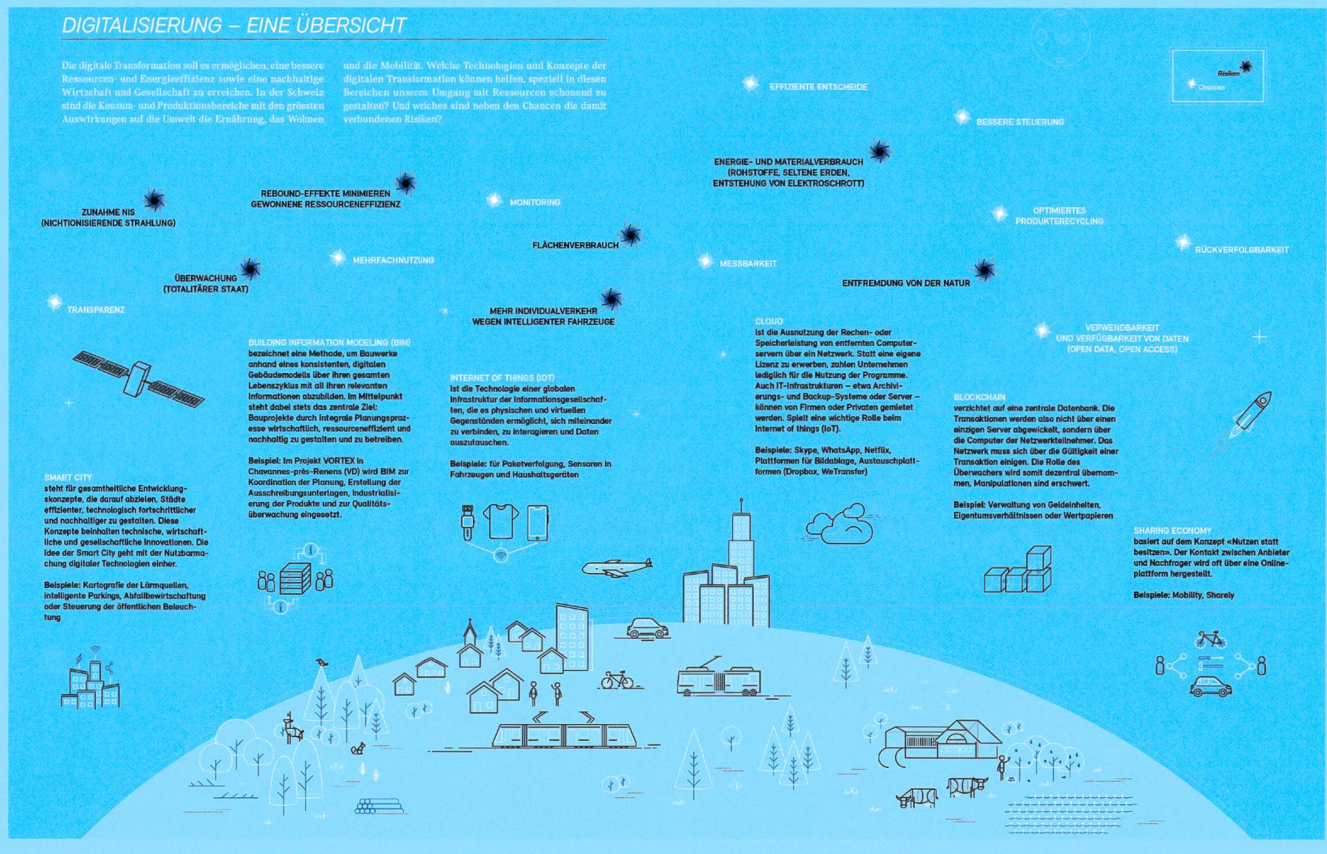 DIGITALISIERUNG – EINE ÜBERSICHT
Die digitale Transformation soll es ermöglichen, eine bessere
Ressourcen- und Energieeffizienz sowie eine nachhaltige
Wirtschaft und Gesellschaft zu erreichen. In der Schweiz
sind die Konsum- und Produktionsbereiche mit den grössten
Auswirkungen auf die Umwelt die Ernährung, das Wohnen
und die Mobilität. Welche Technologien und Konzepte der
digitalen Transformation können helfen, speziell in diesen
Bereichen unseren Umgang mit Ressourcen schonend zu
gestalten? Und welches sind neben den Chancen die damit
verbundenen Risiken?
Risiken
Chancen
EFFIZIENTE ENTSCHEIDE
BESSERE STEUERUNG
ENERGIE- UND MATERIALVERBRAUCH
(ROHSTOFFE, SELTENE ERDEN,
ENTSTEHUNG VON ELEKTROSCHROTT)
REBOUND-EFFEKTE MINIMIEREN
GEWONNENE RESSOURCENEFFIZIENZ
MONITORING
ZUNAHME NIS
(NICHTIONISIERENDE STRAHLUNG)
OPTIMIERTES
PRODUKTERECYCLING
FLÄCHENVERBRAUCH
RÜCKVERFOLGBARKEIT
MEHRFACHNUTZUNG
MESSBARKEIT
ÜBERWACHUNG
(TOTALITÄRER STAAT)
ENTFREMDUNG VON DER NATUR
TRANSPARENZ
MEHR INDIVIDUALVERKEHR
WEGEN INTELLIGENTER FAHRZEUGE
VERWENDBARKEIT
UND VERFÜGBARKEIT VON DATEN
(OPEN DATA, OPEN ACCESS)
SMART CITY
steht für gesamtheitliche Entwicklung-
skonzepte, die darauf abzielen, Städte
effizienter, technologisch fortschrittlicher
und nachhaltiger zu gestalten. Diese
Konzepte beinhalten technische, wirtschaft-
liche und gesellschaftliche Innovationen. Die
Idee der Smart City geht mit der Nutzbarma-
chung digitaler Technologien einher.
Beispiele: Kartografie der Lärmquellen,
intelligente Parkings, Abfallbewirtschaftung
oder Steuerung der öffentlichen Beleuch-
tung
BUILDING INFORMATION MODELING (BIM)
bezeichnet eine Methode, um Bauwerke
anhand eines konsistenten, digitalen
Gebäudemodells über ihren gesamten
Lebenszyklus mit all ihren relevanten
Informationen abzubilden. Im Mittelpunkt
steht dabei stets das zentrale Ziel:
Bauprojekte durch integrale Planungsproz-
esse wirtschaftlich, ressourceneffizient und
nachhaltig zu gestalten und zu betreiben.
Beispiel: Im Projekt VORTEX in
Chavannes-près-Renens (VD) wird BIM zur
Koordination der Planung, Erstellung der
Ausschreibungsunterlagen, Industrialisi-
erung der Produkte und zur Qualitäts-
überwachung eingesetzt.
INTERNET OF THINGS (IOT)
ist die Technologie einer globalen
Infrastruktur der Informationsgesellschaf-
ten, die es physischen und virtuellen
Gegenständen ermöglicht, sich miteinander
zu verbinden, zu interagieren und Daten
auszutauschen.
Beispiele: für Paketverfolgung, Sensoren in
Fahrzeugen und Haushaltsgeräten
CLOUD
ist die Ausnutzung der Rechen- oder
Speicherleistung von entfernten Computer-
servern über ein Netzwerk. Statt eine eigene
Lizenz zu erwerben, zahlen Unternehmen
lediglich für die Nutzung der Programme.
Auch IT-Infrastrukturen – etwa Archivi-
erungs- und Backup-Systeme oder Server –
können von Firmen oder Privaten gemietet
werden. Spielt eine wichtige Rolle beim
Internet of things (IoT).
Beispiele: Skype, WhatsApp, Netflix,
Plattformen für Bildablage, Austauschplatt-
formen (Dropbox, WeTransfer)
BLOCKCHAIN
verzichtet auf eine zentrale Datenbank. Die
Transaktionen werden also nicht über einen
einzigen Server abgewickelt, sondern über
die Computer der Netzwerkteilnehmer. Das
Netzwerk muss sich über die Gültigkeit einer
Transaktion einigen. Die Rolle des
Überwachers wird somit dezentral übernom-
men, Manipulationen sind erschwert.
Beispiel: Verwaltung von Geldeinheiten,
Eigentumsverhältnissen oder Wertpapieren
SHARING ECONOMY
basiert auf dem Konzept «Nutzen statt
besitzen». Der Kontakt zwischen Anbieter
und Nachfrager wird oft über eine Online-
plattform hergestellt.
Beispiele: Mobility, Sharely